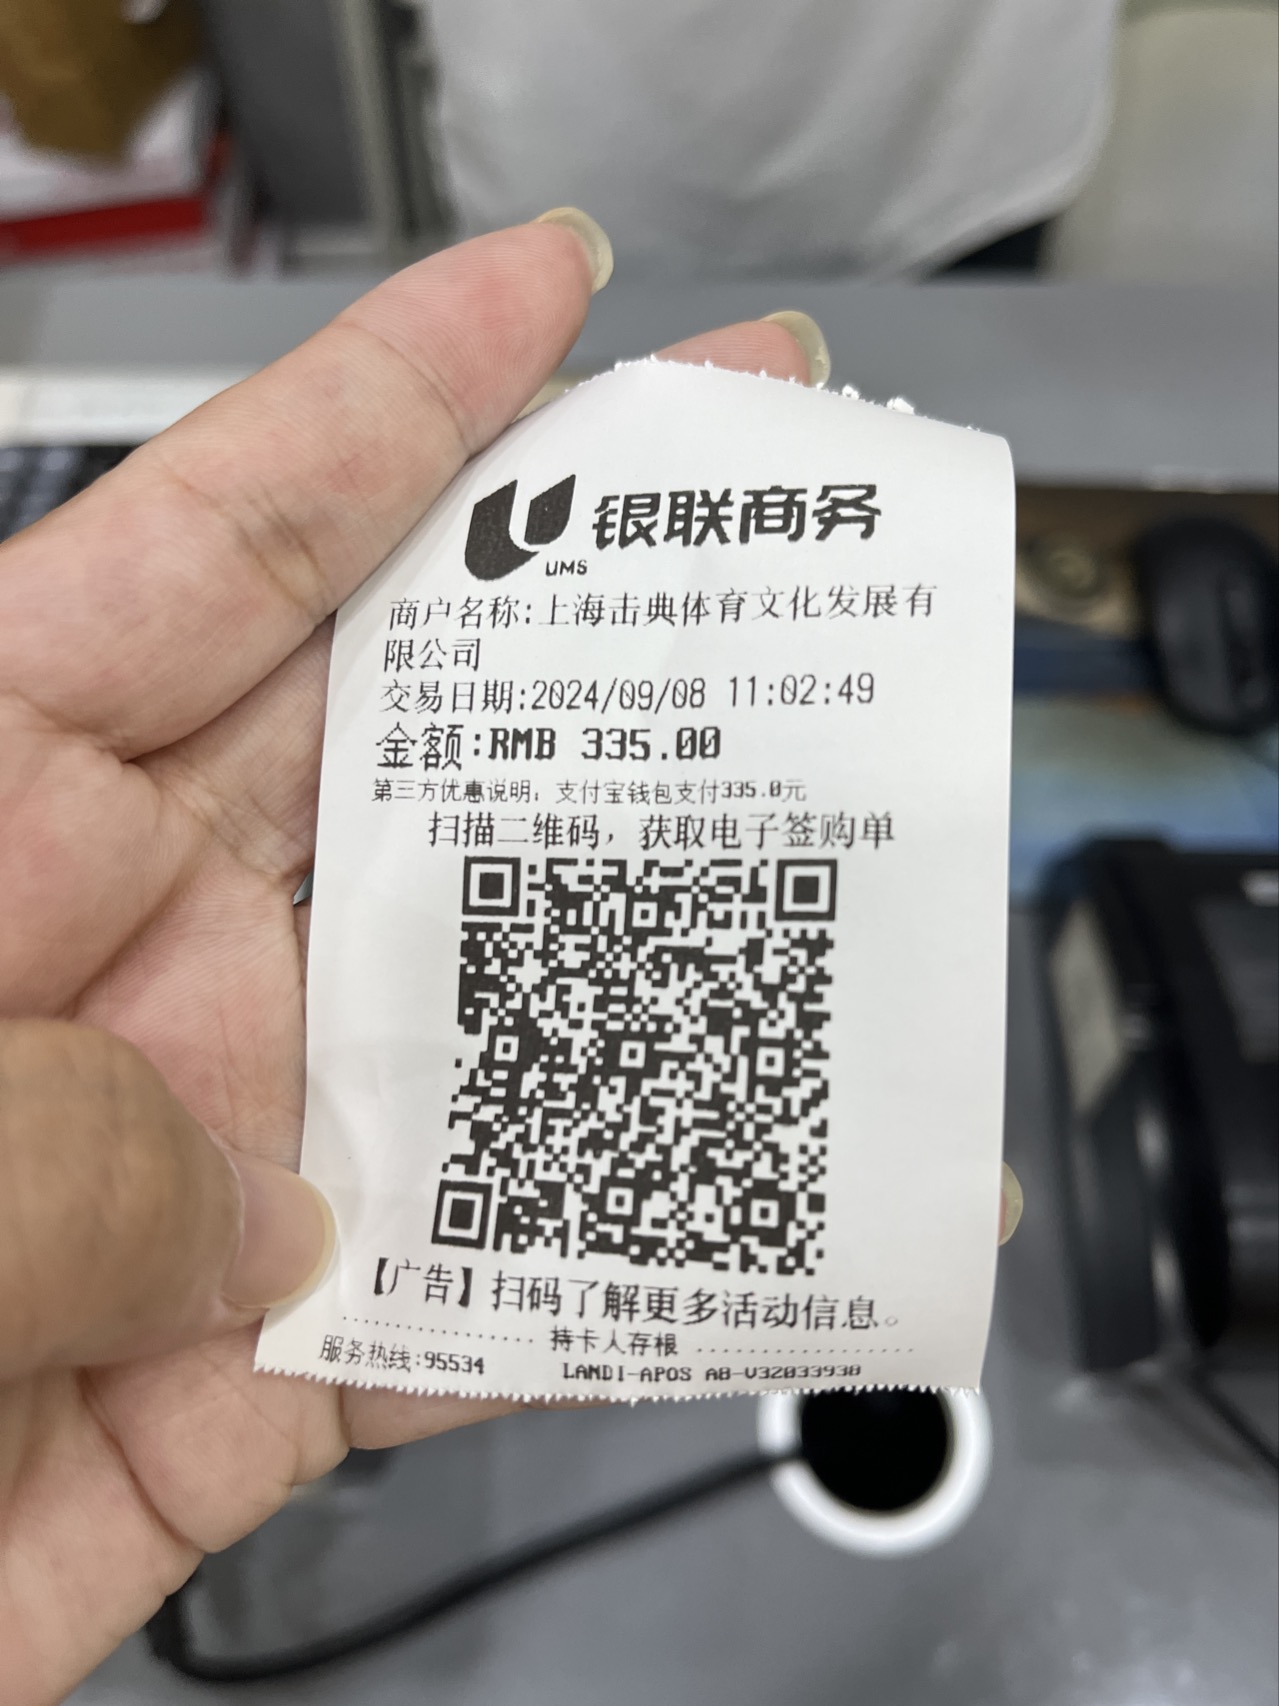 银联商务
UMS
商户名称:上海击典体育文化发展有
限公司
交易日期:2024/09/08 11:02:49
金额:RMB 335.00
第三方优惠说明: 支付宝钱包支付335.0元
扫描二维码，获取电子签购单
【广告】扫码了解更多活动信息。
持卡人存根
服务热线:95534
LANDI-APOS A8-V32033938